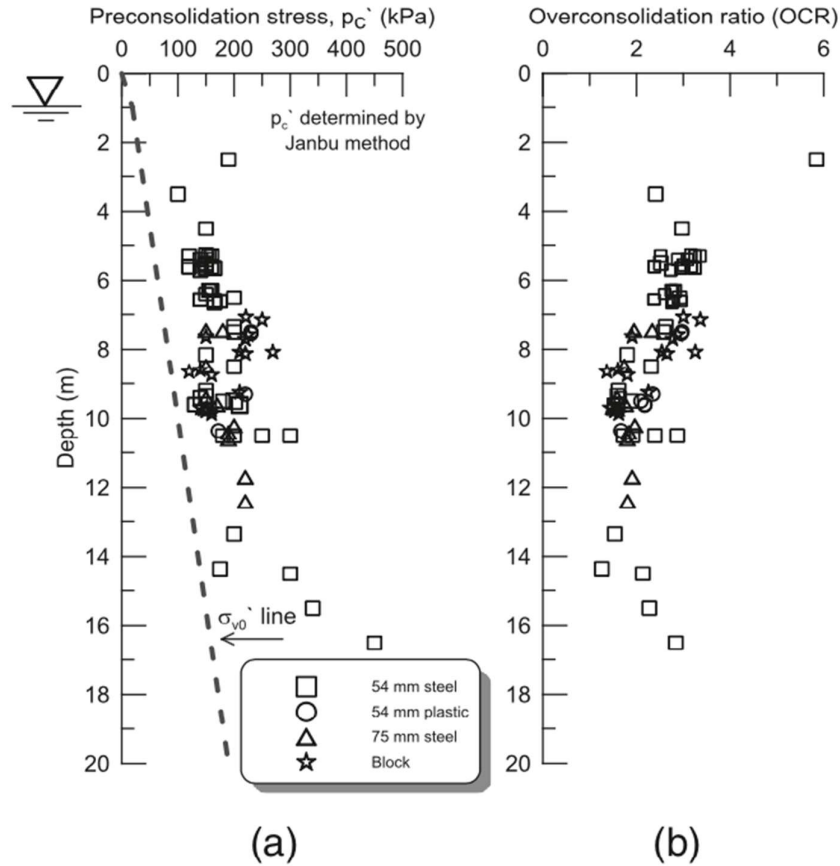 Preconsolidation stress, pc` (kPa)
0 100 200 300 400 500
pc` determined by
Janbu method
Depth (m)
0
2
4
6
8
10
12
14
16
18
20
σv0` line
54 mm steel
54 mm plastic
75 mm steel
Block
(a)
Overconsolidation ratio (OCR)
0 2 4 6
0
2
4
6
8
10
12
14
16
18
20
(b)